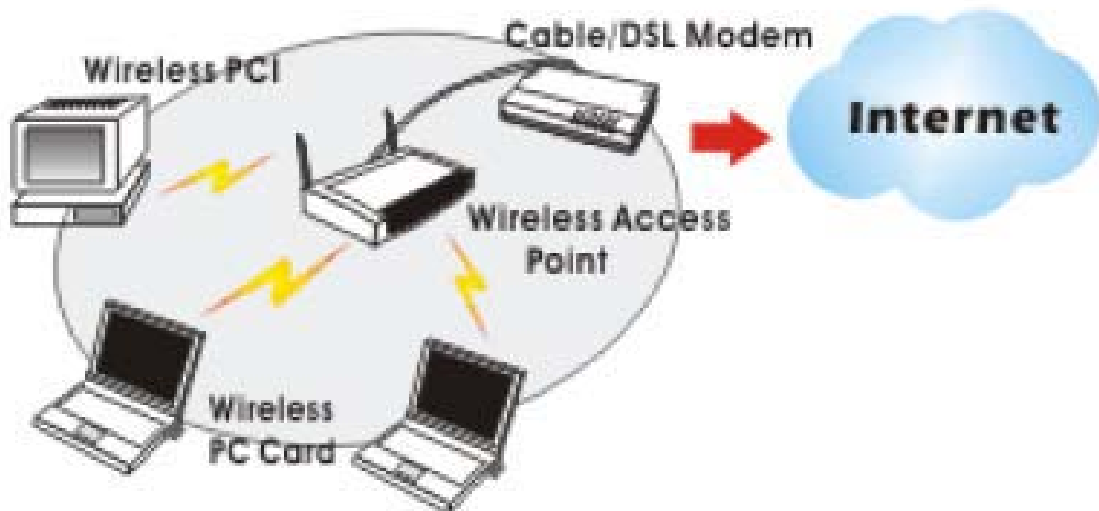 Cable/DSL Modem
Wireless PCI
Internet
Wireless Access
Point
Wireless
PC Card